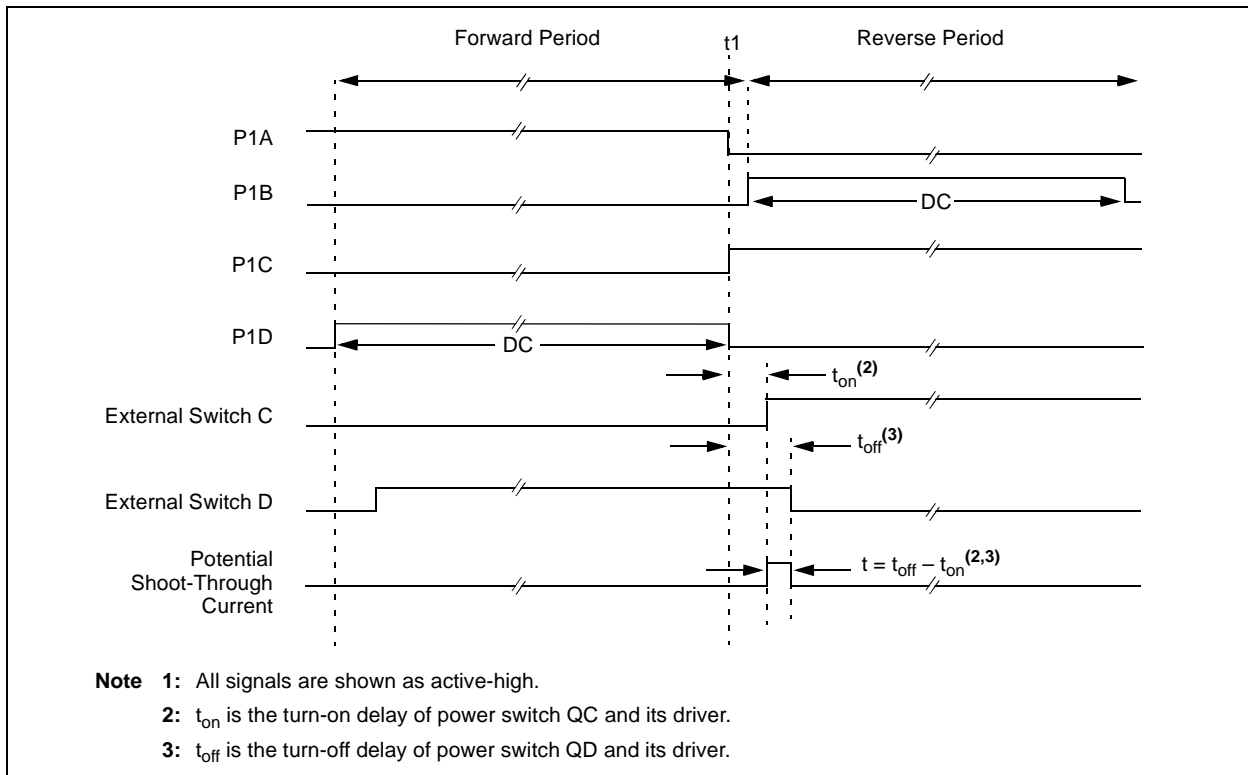 Forward Period
t1
Reverse Period
P1A
P1B
DC
P1C
P1D
DC
ton(2)
External Switch C
toff(3)
External Switch D
Potential
Shoot-Through
Current
t = toff – ton(2,3)
Note 1: All signals are shown as active-high.
2: ton is the turn-on delay of power switch QC and its driver.
3: toff is the turn-off delay of power switch QD and its driver.